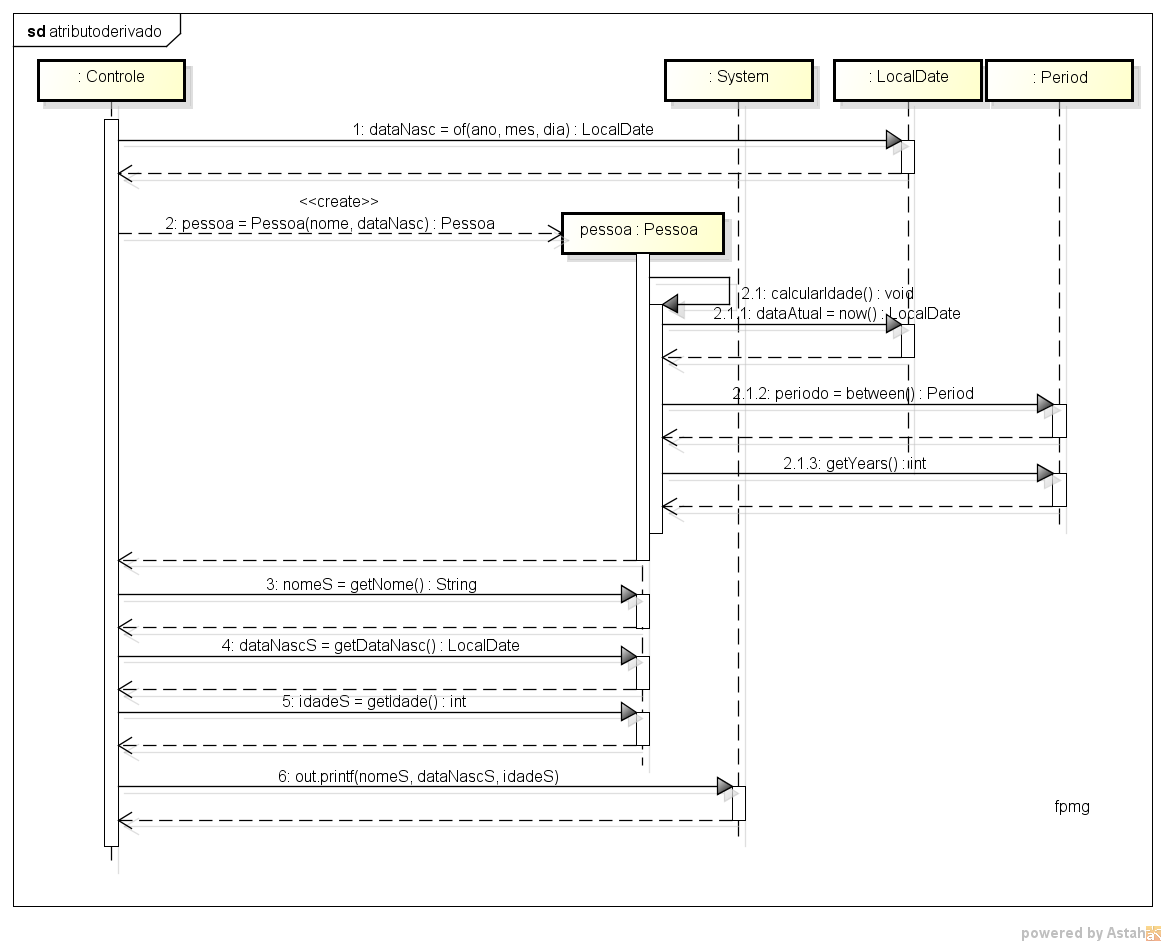 sd atributoderivado
: Controle
: System
: LocalDate
: Period
1: dataNasc = of(ano, mes, dia) : LocalDate
<<create>>
2: pessoa = Pessoa(nome, dataNasc) : Pessoa
pessoa : Pessoa
2.1: calcularIdade() : void
2.1.1: dataAtual = now() : LocalDate
2.1.2: periodo = between() : Period
2.1.3: getYears() : int
3: nomeS = getNome() : String
4: dataNascS = getDataNasc() : LocalDate
5: idadeS = getIdade() : int
6: out.printf(nomeS, dataNascS, idadeS)
fpmg
powered by Astah